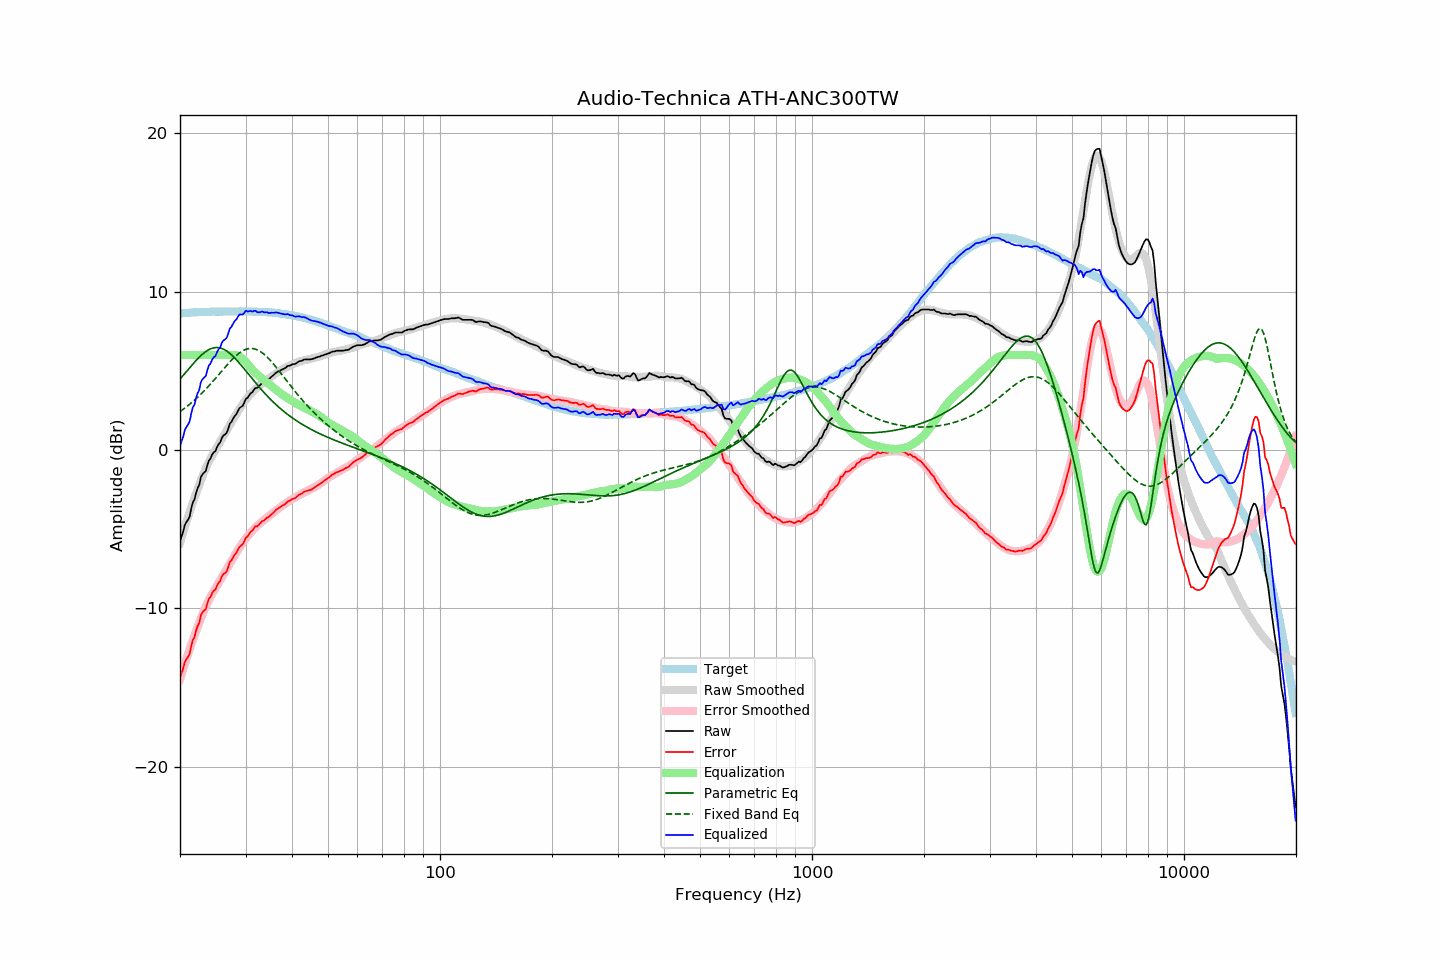 Audio-Technica ATH-ANC300TW
20
10
0
−10
−20
Amplitude (dBr)
Target
Raw Smoothed
Error Smoothed
Raw
Error
Equalization
Parametric Eq
Fixed Band Eq
Equalized
100
1000
10000
Frequency (Hz)